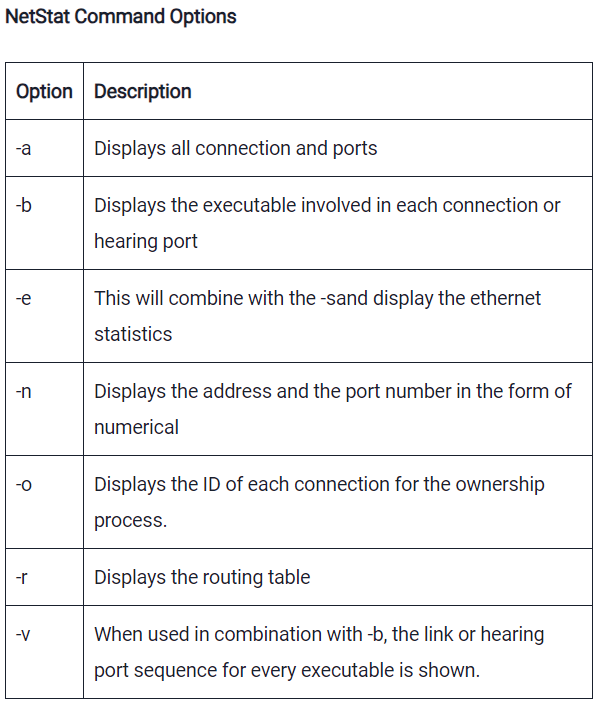 NetStat Command Options
Option Description
-a Displays all connection and ports
-b Displays the executable involved in each connection or
hearing port
-e This will combine with the -sand display the ethernet
statistics
-n Displays the address and the port number in the form of
numerical
-o Displays the ID of each connection for the ownership
process.
-r Displays the routing table
-v When used in combination with -b, the link or hearing
port sequence for every executable is shown.